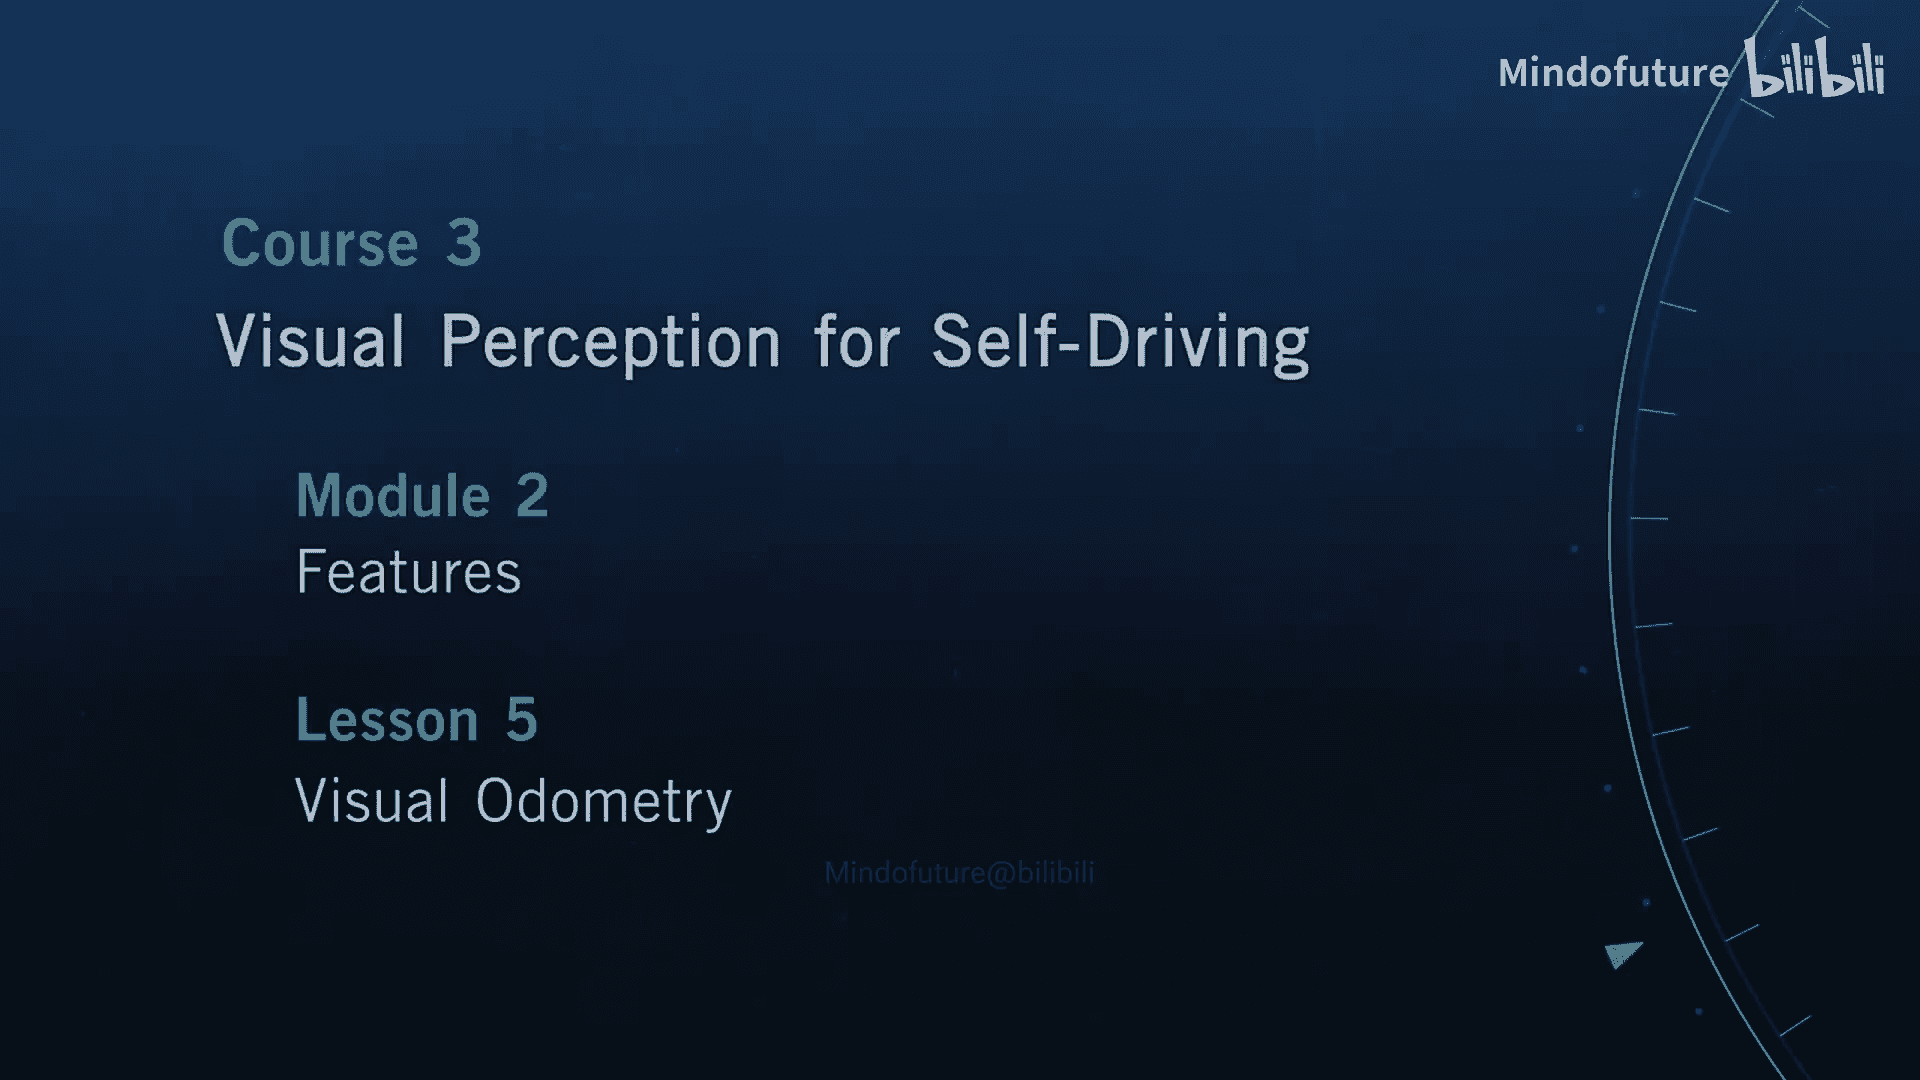 Mindofuture bilibili
Course 3
Visual Perception for Self-Driving
Module 2
Features
Lesson 5
Visual Odometry
Mindofuture@bilibili